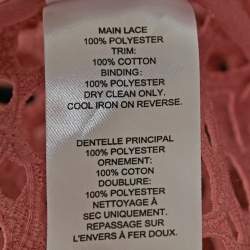 MAIN LACE
100% POLYESTER
TRIM:
100% COTTON
BINDING:
100% POLYESTER
DRY CLEAN ONLY.
COOL IRON ON REVERSE.
DENTELLE PRINCIPAL
100% POLYESTER
ORNEMENT:
100% COTON
DOUBLURE:
100% POLYESTER
NETTOYAGE À
SEC UNIQUEMENT.
REPASSAGE SUR
L'ENVERS À FER DOUX.